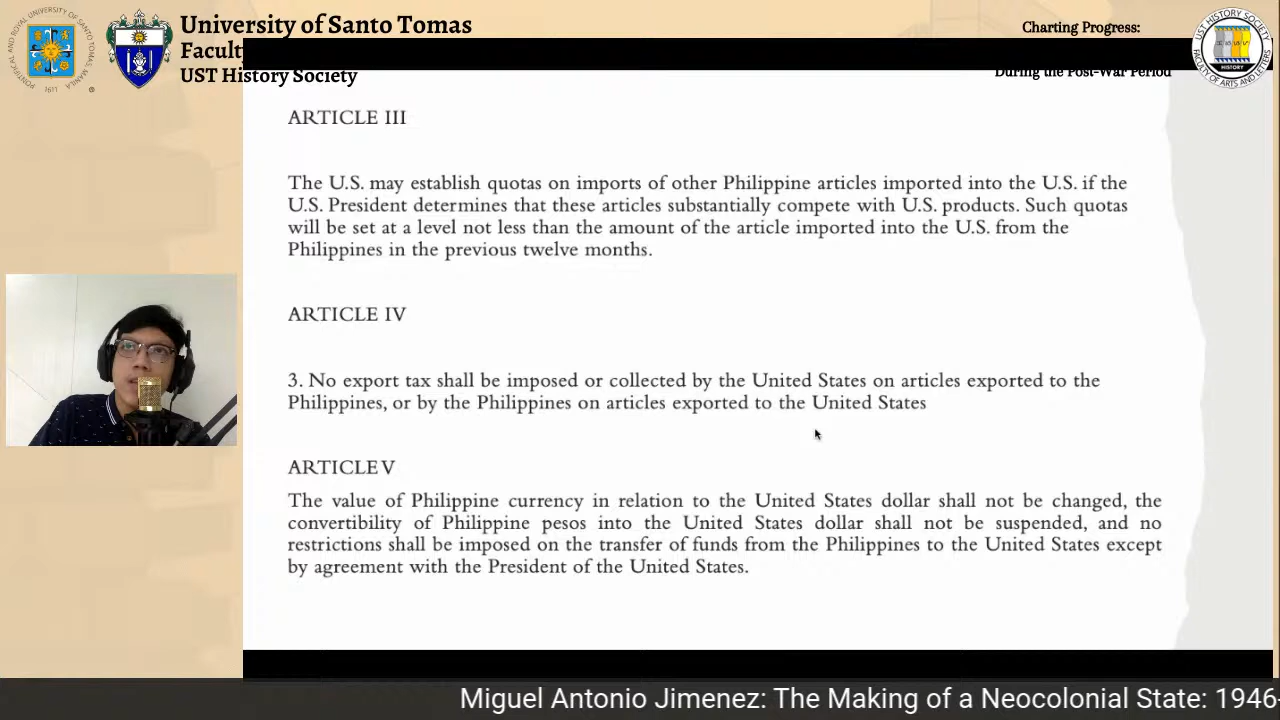 University of Santo Tomas
Faculty
UST History Society
Charting Progress:
During the Post-War Period
ARTICLE III
The U.S. may establish quotas on imports of other Philippine articles imported into the U.S. if the
U.S. President determines that these articles substantially compete with U.S. products. Such quotas
will be set at a level not less than the amount of the article imported into the U.S. from the
Philippines in the previous twelve months.
ARTICLE IV
3. No export tax shall be imposed or collected by the United States on articles exported to the
Philippines, or by the Philippines on articles exported to the United States
ARTICLE V
The value of Philippine currency in relation to the United States dollar shall not be changed, the
convertibility of Philippine pesos into the United States dollar shall not be suspended, and no
restrictions shall be imposed on the transfer of funds from the Philippines to the United States except
by agreement with the President of the United States.
Miguel Antonio Jimenez: The Making of a Neocolonial State: 1946